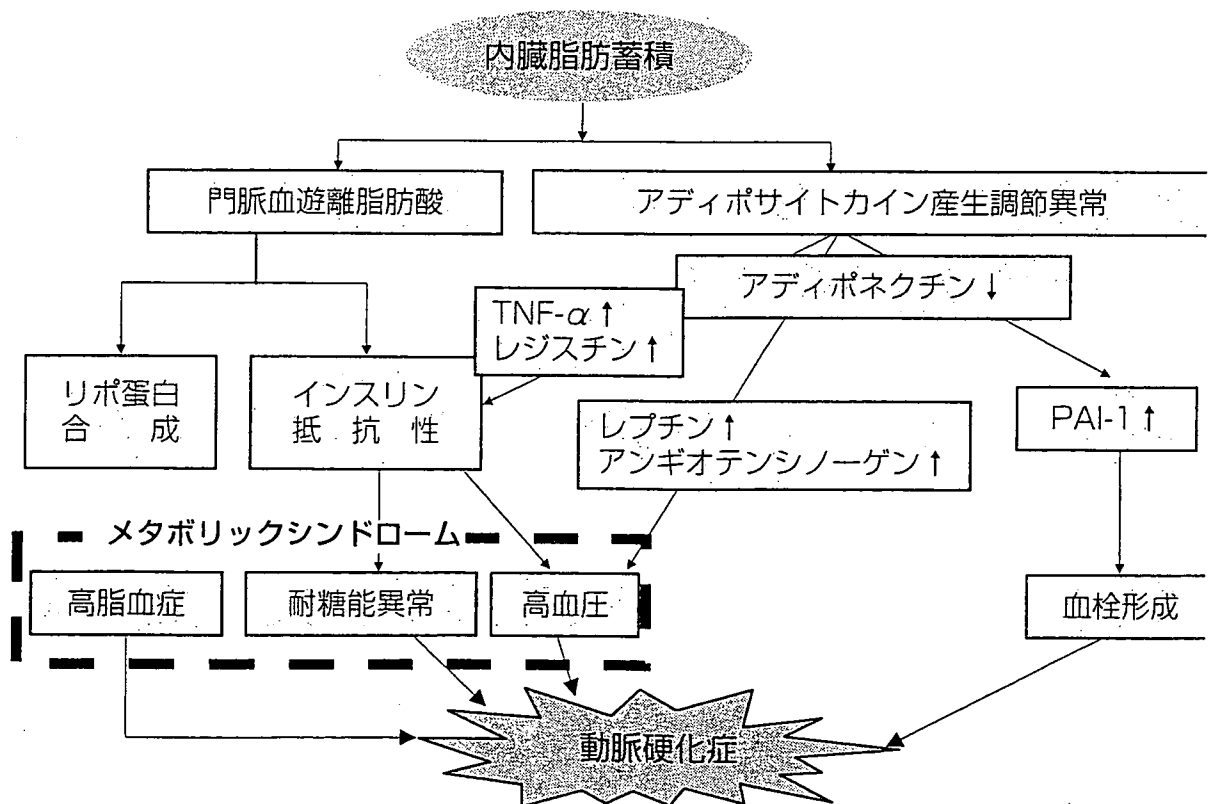 内臓脂肪蓄積
門脈血遊離脂肪酸
アディポサイトカイン産生調節異常
アディポネクチン↓
TNF-α↑
レジスチン↑
リポ蛋白
合　成
インスリン
抵 抗 性
レプチン↑
アンギオテンシノーゲン↑
PAI-1↑
メタボリックシンドローム
高脂血症
耐糖能異常
高血圧
血栓形成
動脈硬化症